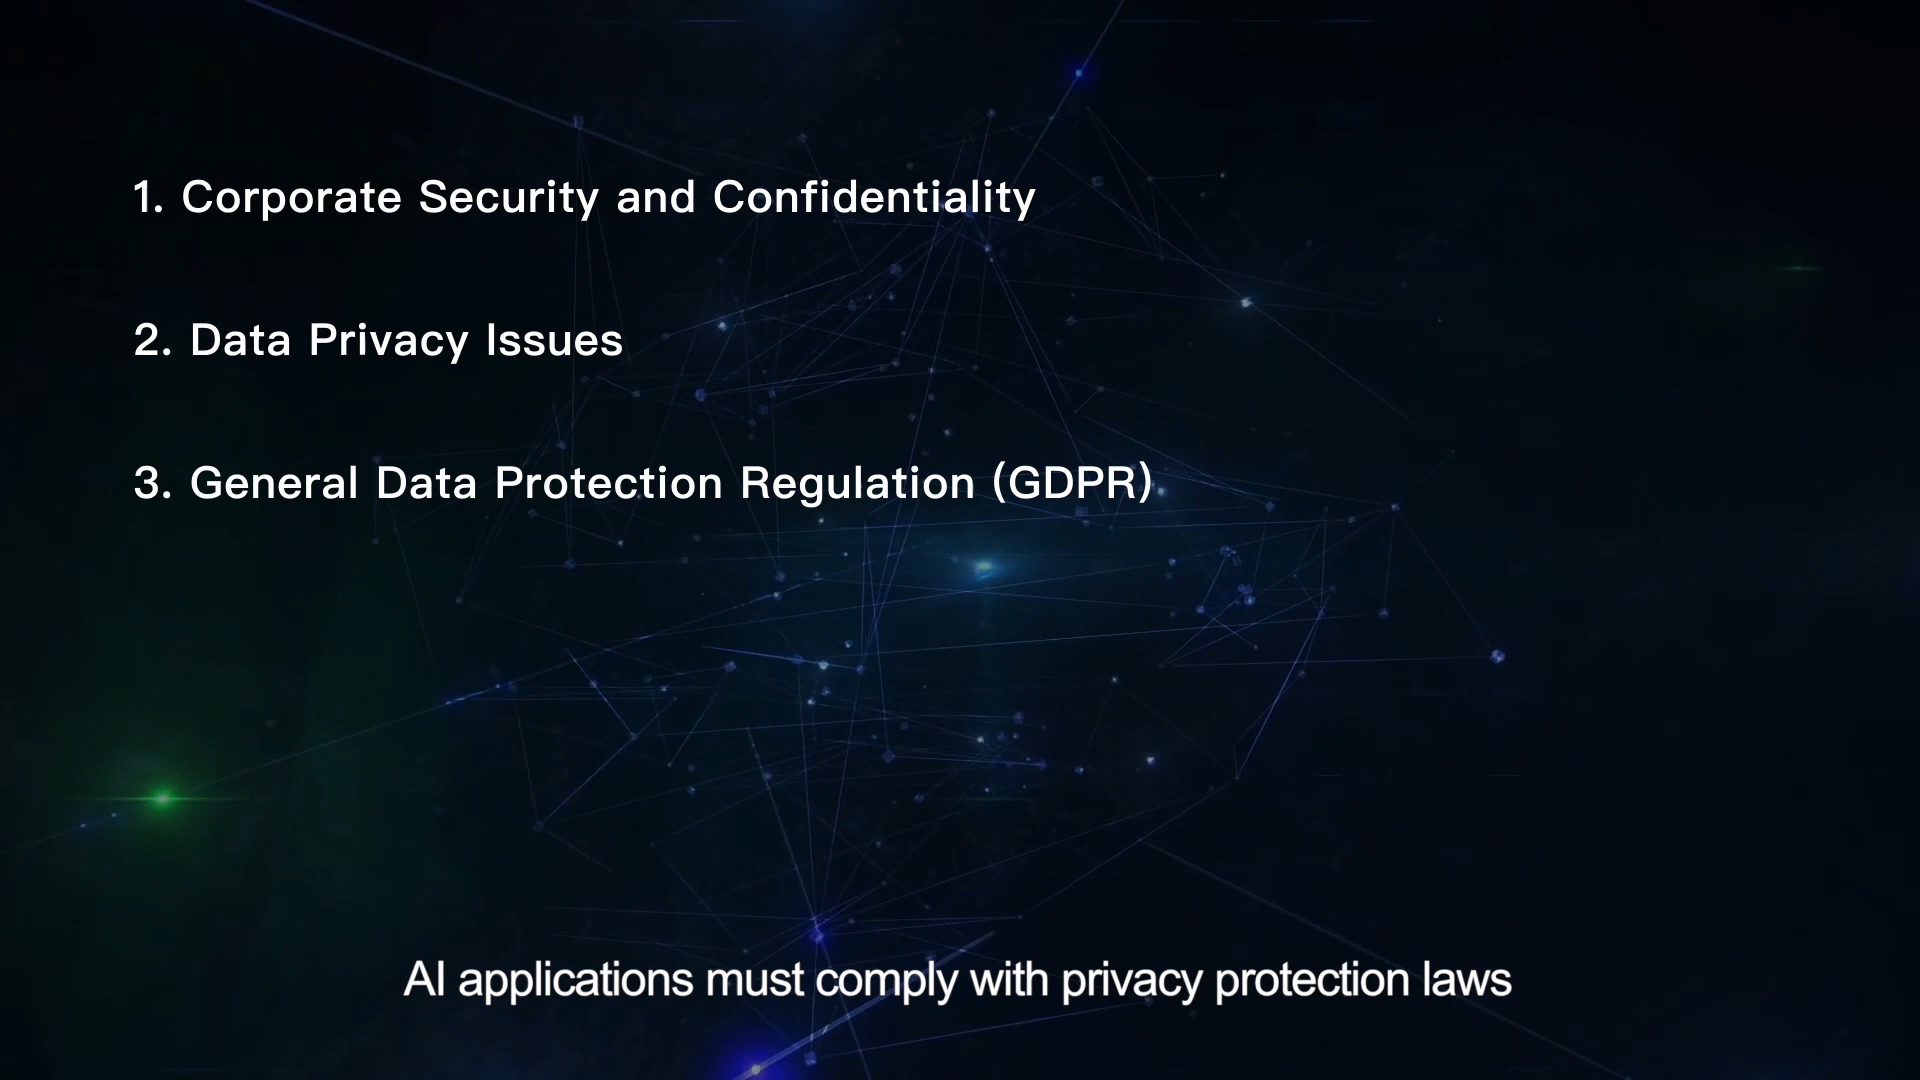 1. Corporate Security and Confidentiality
2. Data Privacy Issues
3. General Data Protection Regulation (GDPR)
AI applications must comply with privacy protection laws